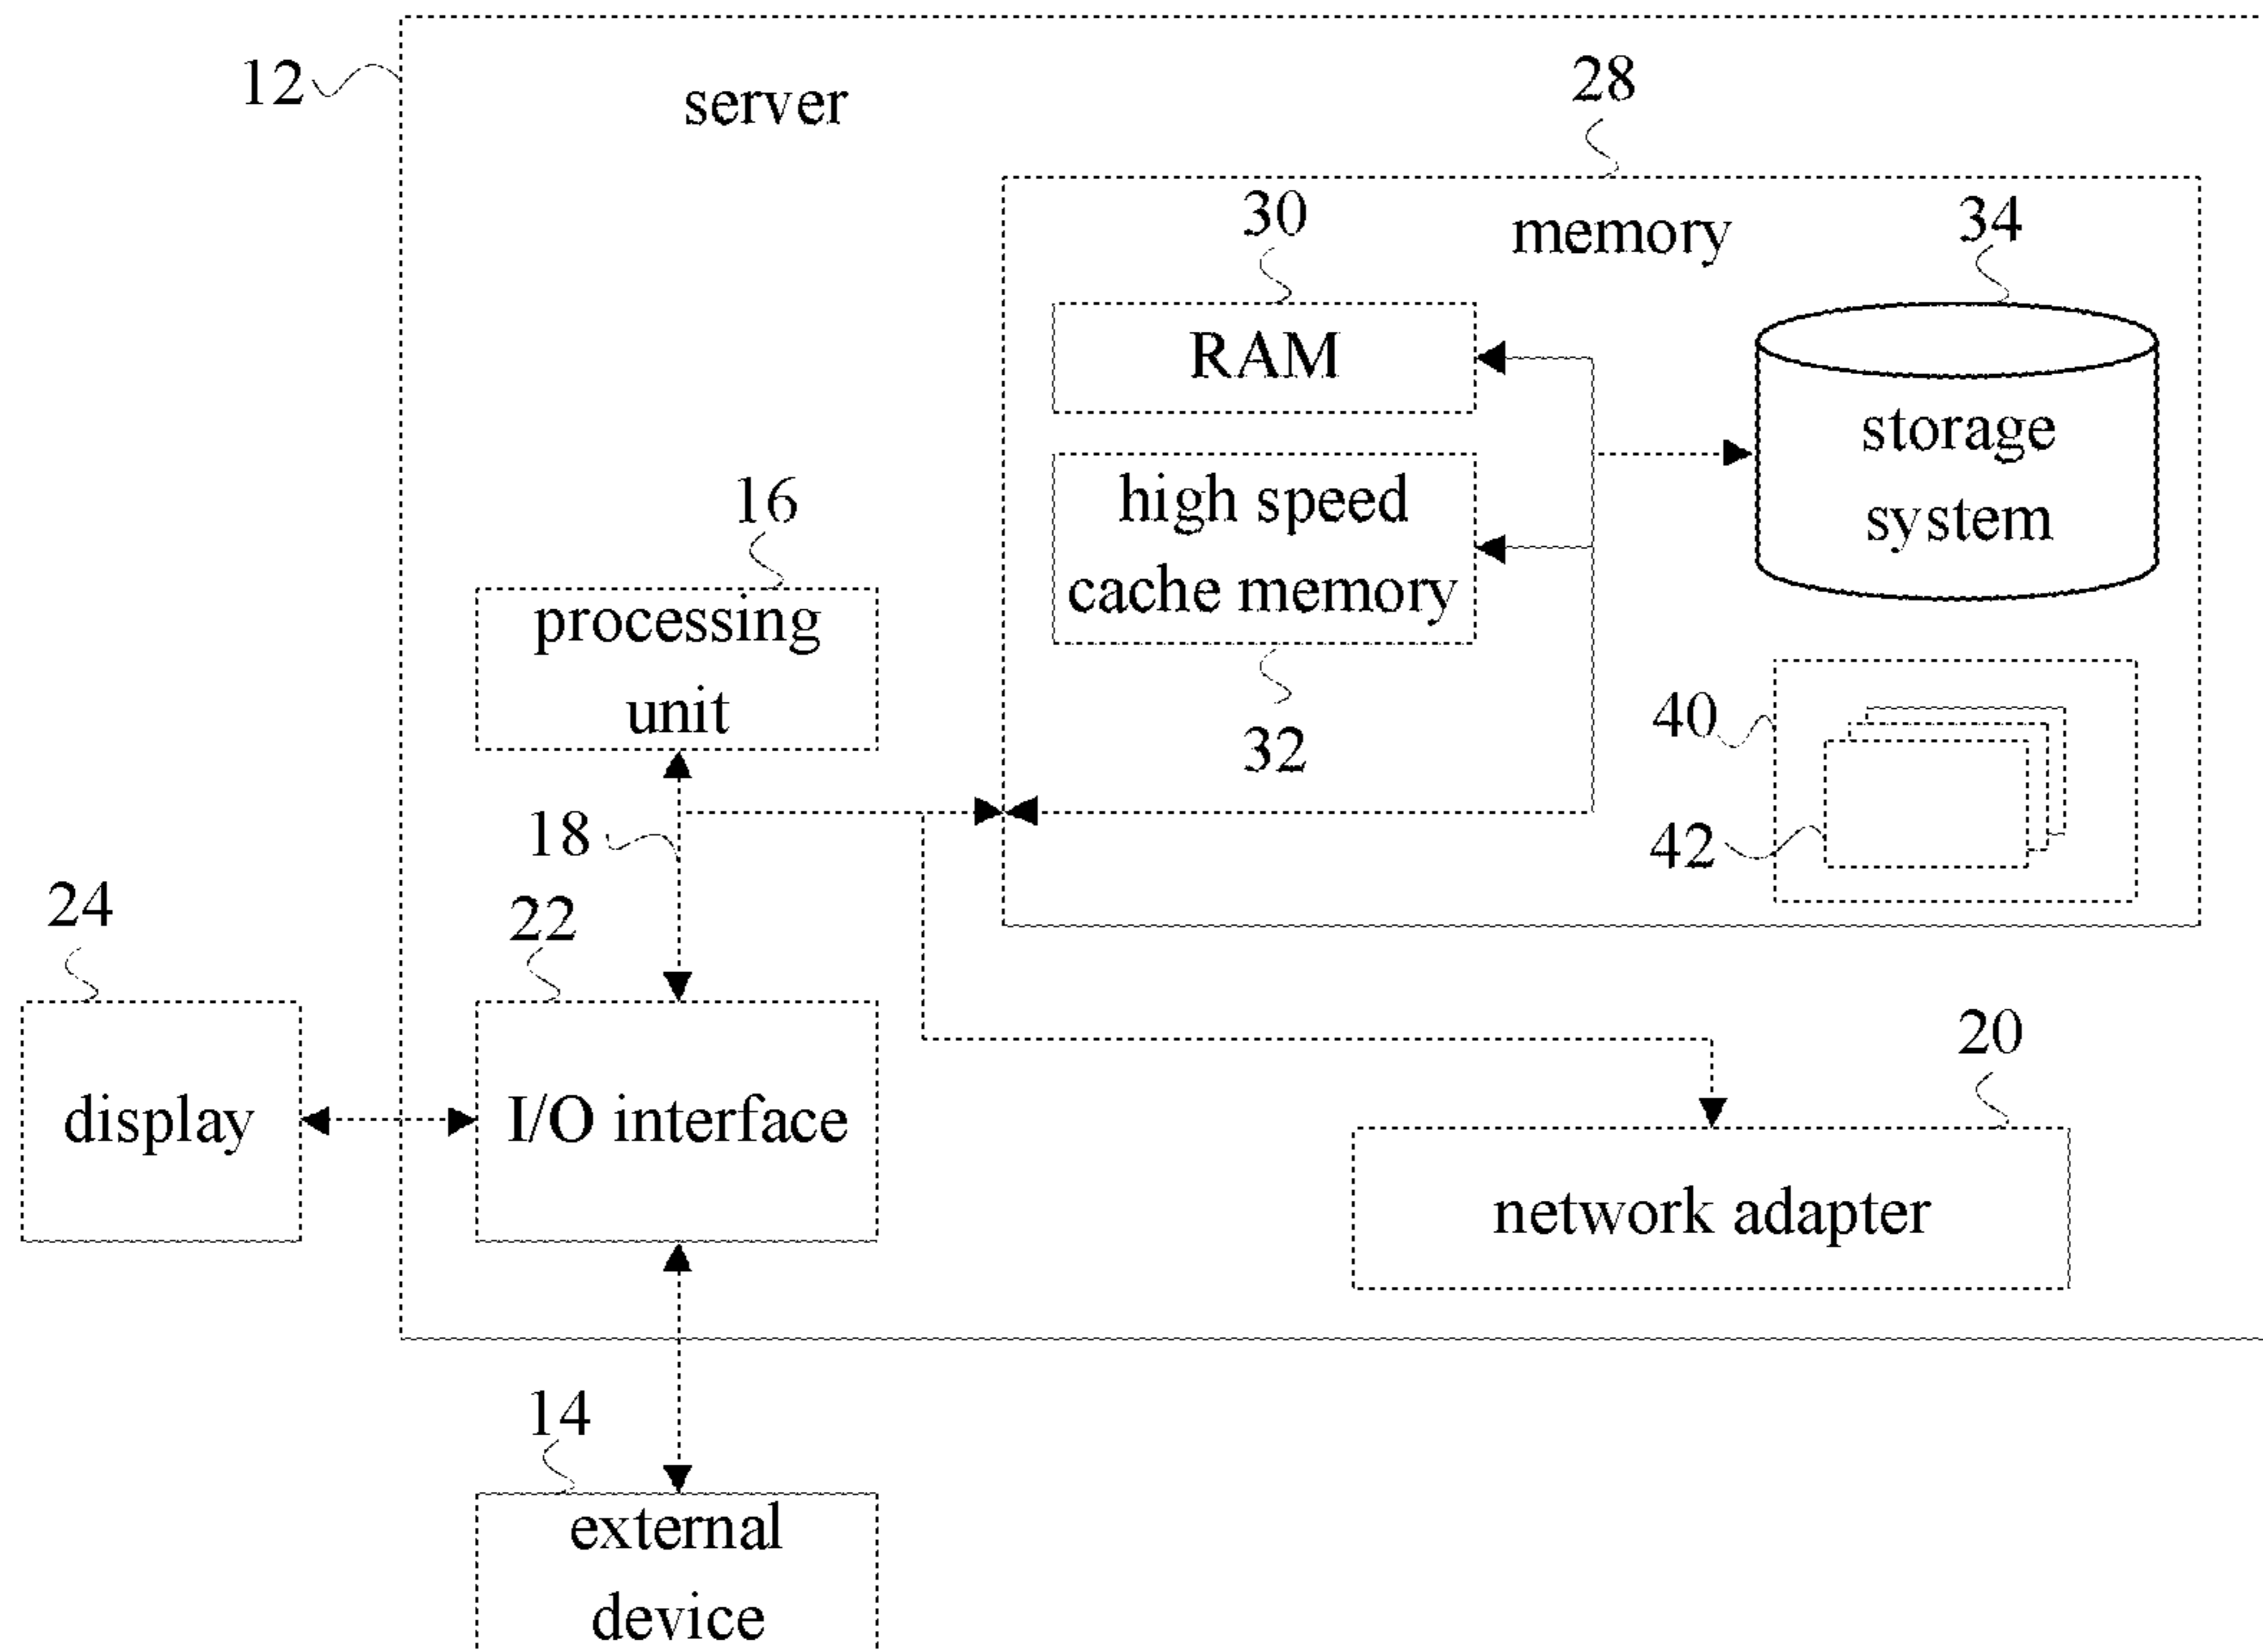 12
server
28
30
memory
34
RAM
storage
system
high speed
cache memory
16
processing
unit
32
40
18
42
24
22
20
display
I/O interface
network adapter
14
external
device